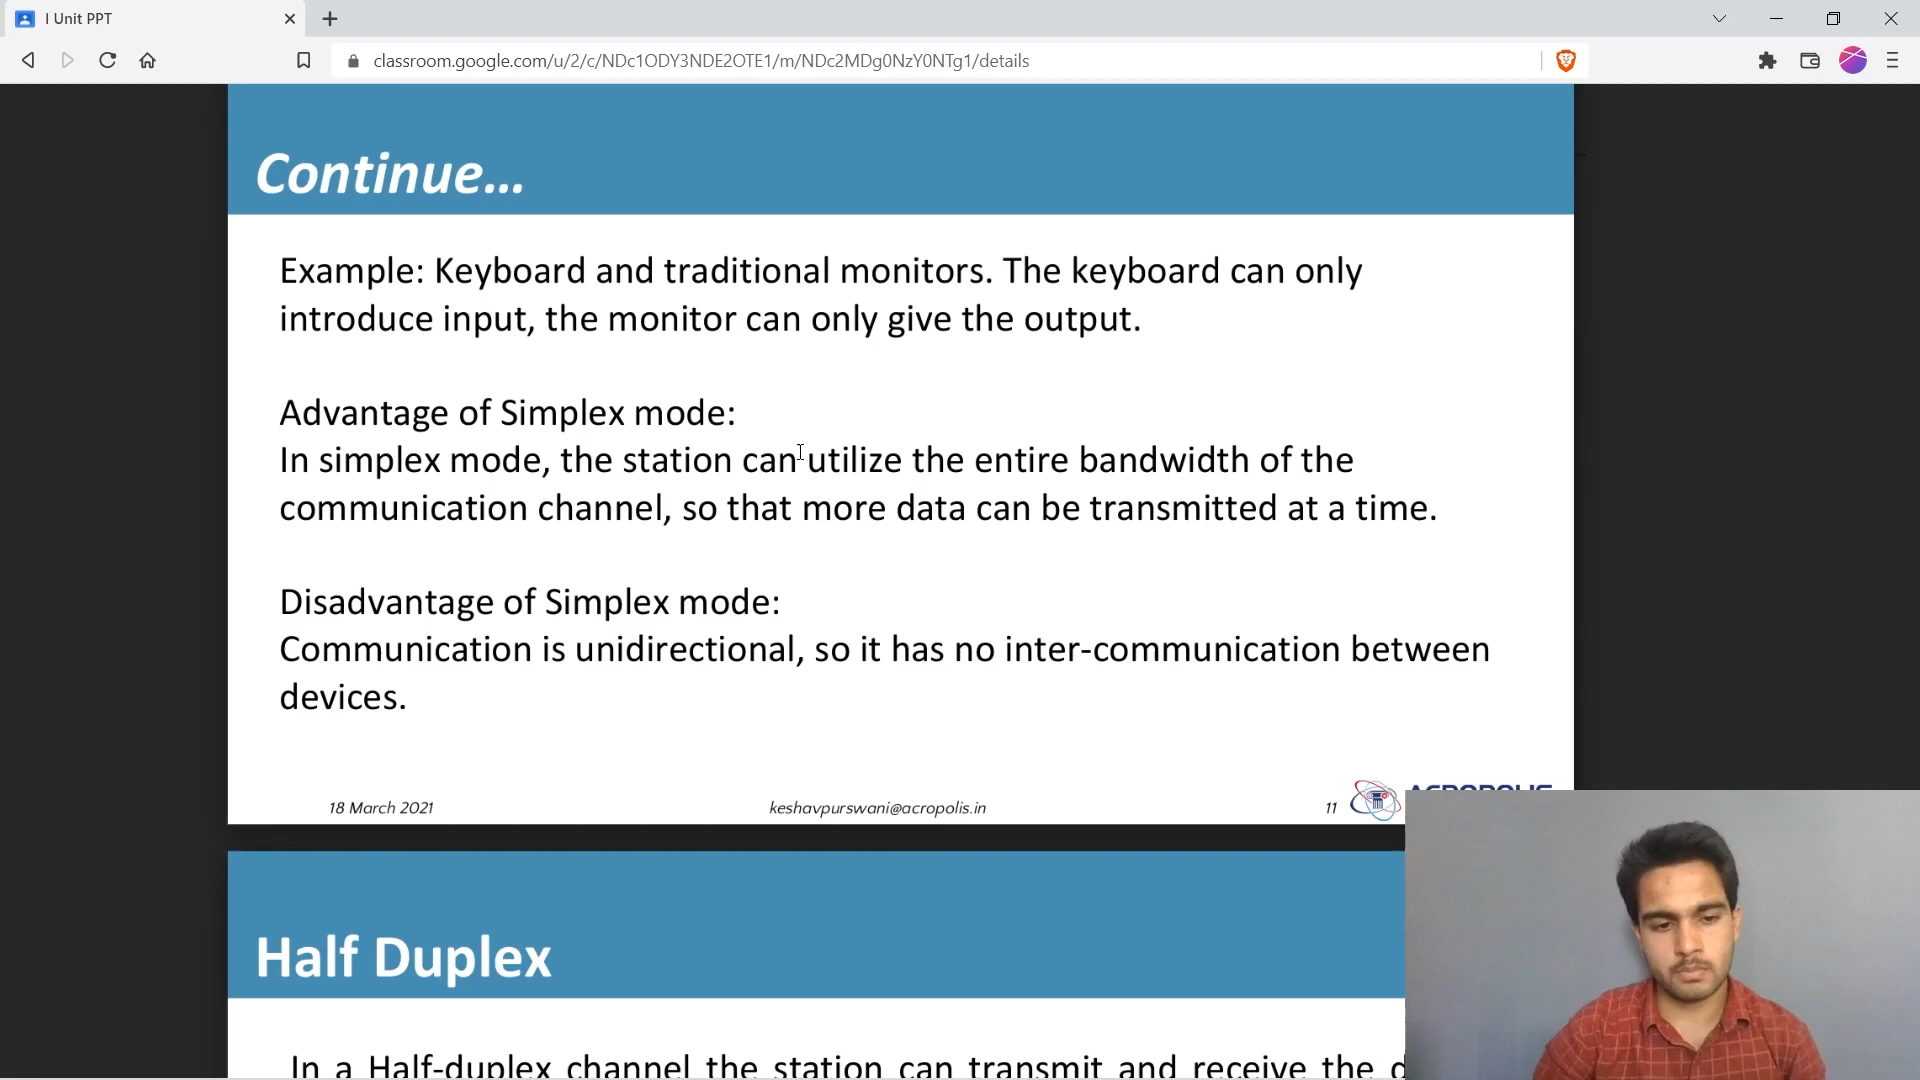 I Unit PPT
classroom.google.com/u/2/c/NDc1ODY3NDE2OTE1/m/NDc2MDg0NzY0NTg1/details
Continue...
Example: Keyboard and traditional monitors. The keyboard can only
introduce input, the monitor can only give the output.
Advantage of Simplex mode:
In simplex mode, the station can utilize the entire bandwidth of the
communication channel, so that more data can be transmitted at a time.
Disadvantage of Simplex mode:
Communication is unidirectional, so it has no inter-communication between
devices.
18 March 2021
keshavpurswani@acropolis.in
11
ACROPOLIS
Half Duplex
In a Half-duplex channel the station can transmit and receive the